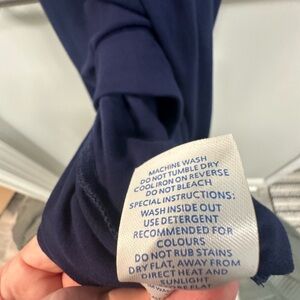 MACHINE WASH
DO NOT TUMBLE DRY
COOL IRON ON REVERSE
DO NOT BLEACH
SPECIAL INSTRUCTIONS:
WASH INSIDE OUT
USE DETERGENT
RECOMMENDED FOR
COLOURS
DO NOT RUB STAINS
DRY FLAT, AWAY FROM
DIRECT HEAT AND
SUNLIGHT
FLAT